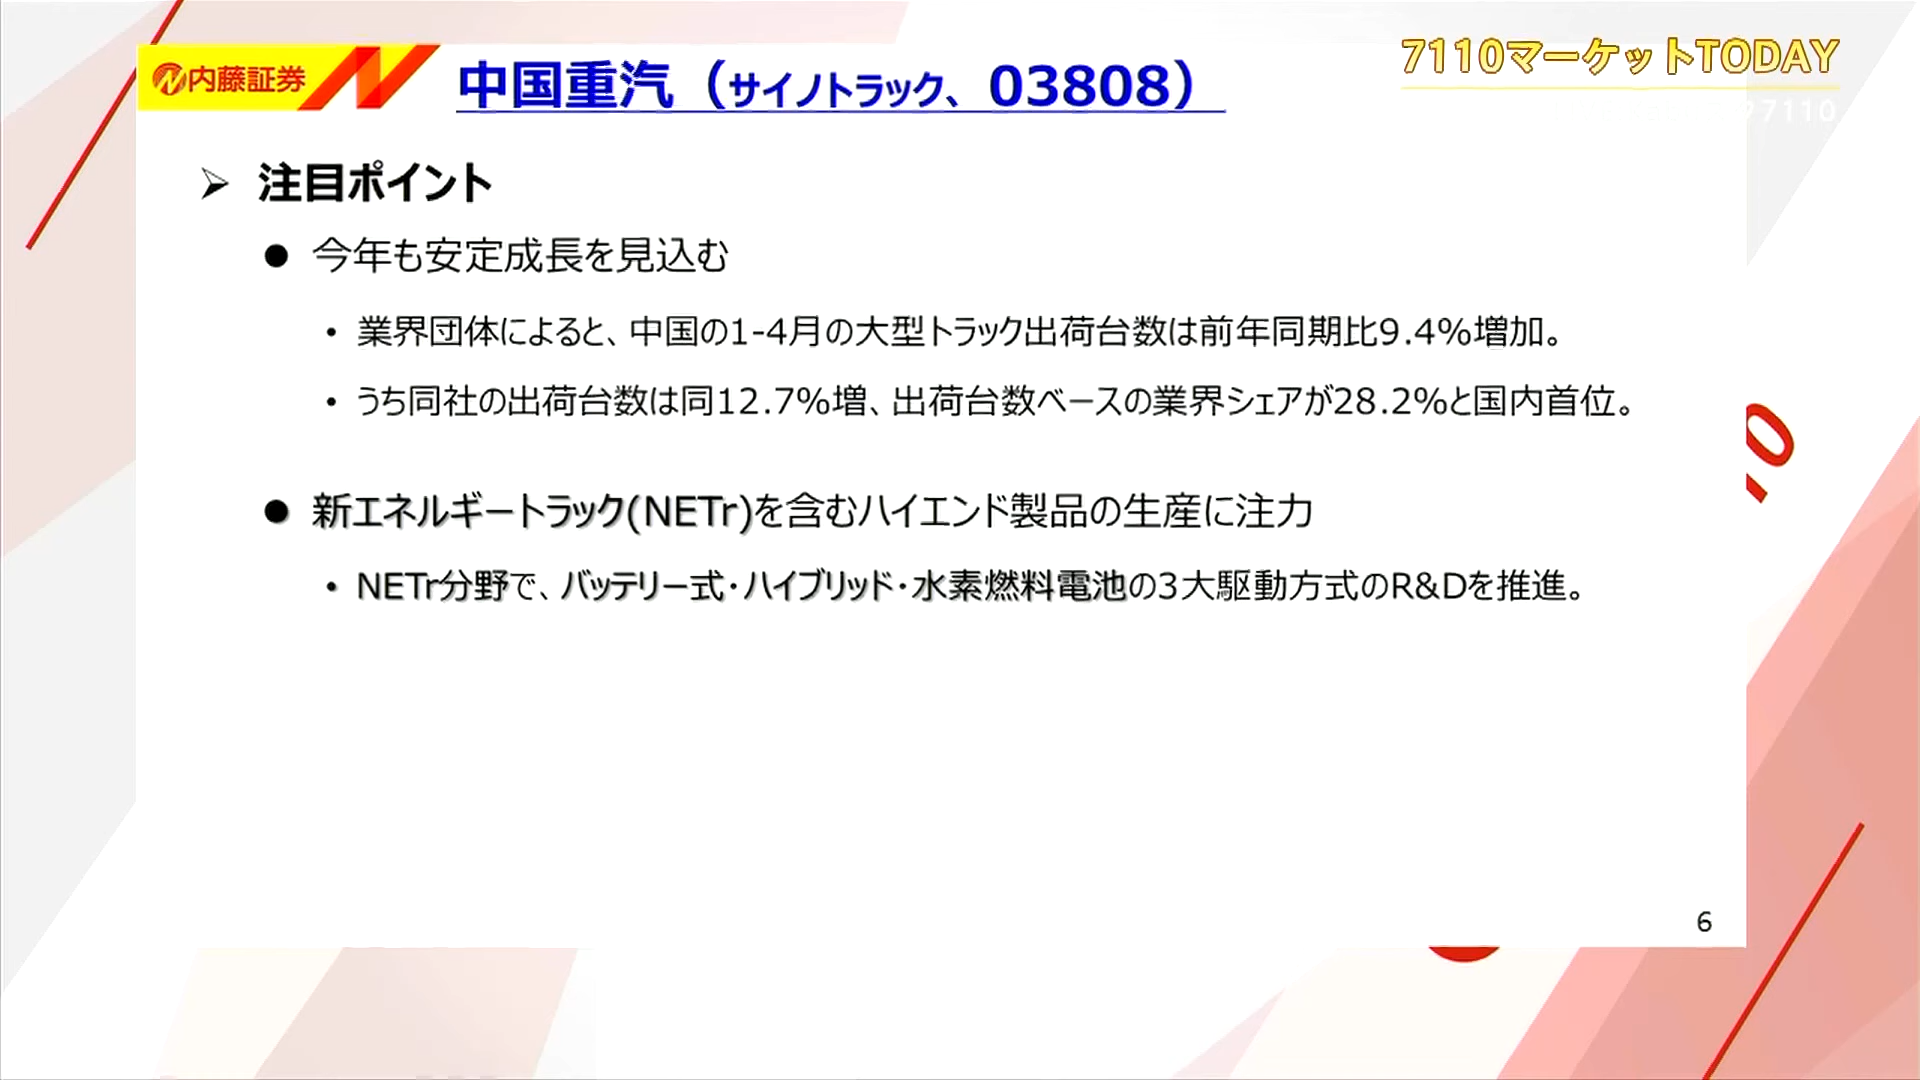 内藤証券
中国重汽（サイノトラック、03808）
7110マーケットTODAY
7110
➢ 注目ポイント
● 今年も安定成長を見込む
• 業界団体によると、中国の1-4月の大型トラック出荷台数は前年同期比9.4%増加。
• うち同社の出荷台数は同12.7%増、出荷台数ベースの業界シェアが28.2%と国内首位。
● 新エネルギートラック(NETr)を含むハイエンド製品の生産に注力
• NETr分野で、バッテリー式・ハイブリッド・水素燃料電池の3大駆動方式のR&Dを推進。
6